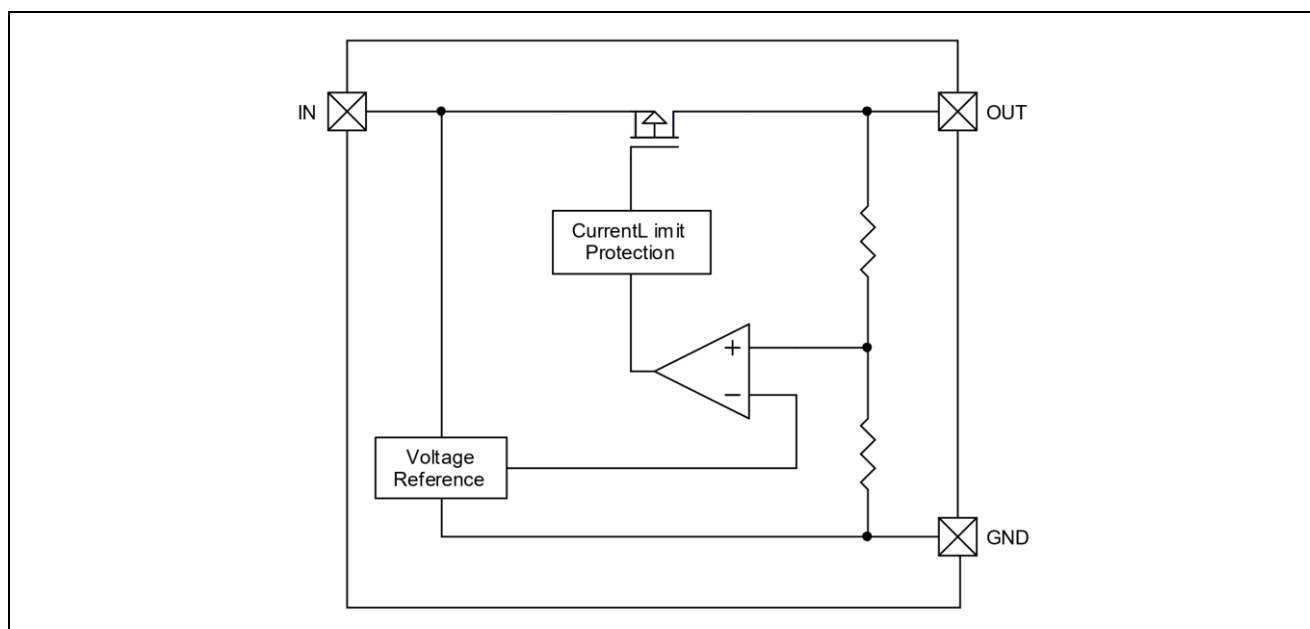 IN
OUT
CurrentL imit
Protection
+
−
Voltage
Reference
GND